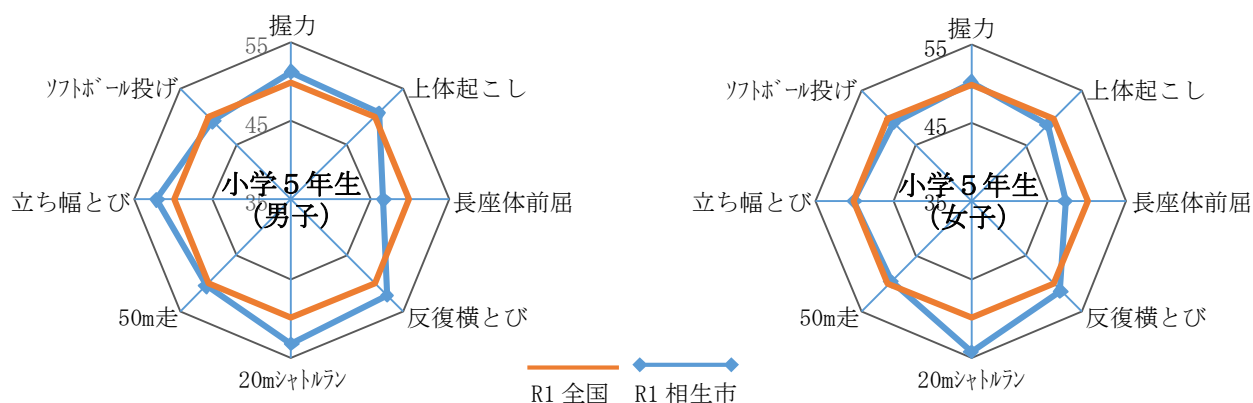 握力
55
ソフトボール投げ
上体起こし
45
立ち幅とび
小学５年生
35
(男子)
長座体前屈
50m走
反復横とび
20mシャトルラン
握力
55
ソフトボール投げ
上体起こし
45
立ち幅とび
小学５年生
35
(女子)
長座体前屈
50m走
反復横とび
20mシャトルラン
R1 全国
R1 相生市